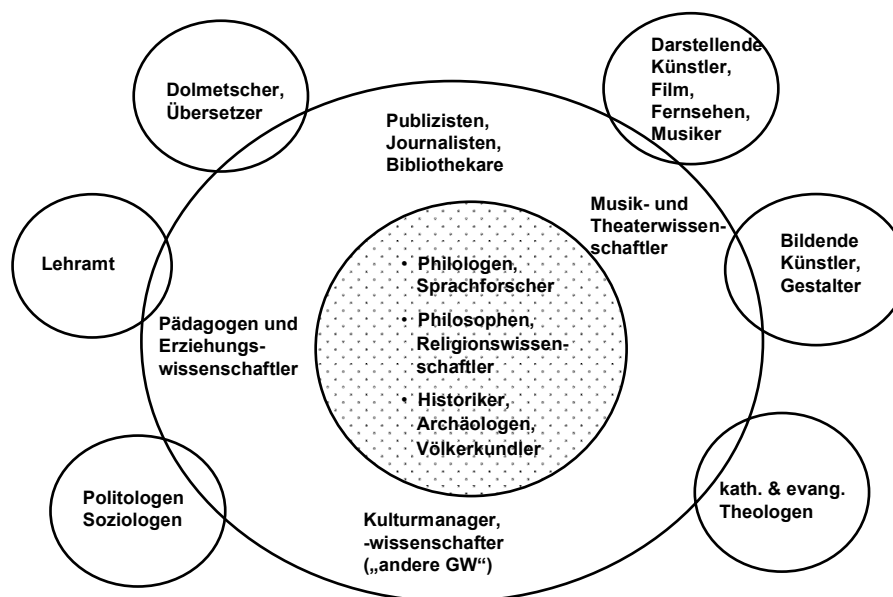 Dolmetscher,
Übersetzer
Publizisten,
Journalisten,
Bibliothekare
Darstellende
Künstler,
Film,
Fernsehen,
Musiker
Lehramt
Musik- und
Theaterwissen-
schaftler
Bildende
Künstler,
Gestalter
Pädagogen und
Erziehungs-
wissenschaftler
• Philologen,
Sprachforscher
• Philosophen,
Religionswissen-
schaftler
• Historiker,
Archäologen,
Völkerkundler
Politologen
Soziologen
Kulturmanager,
-wissenschafter
(„andere GW“)
kath. & evang.
Theologen